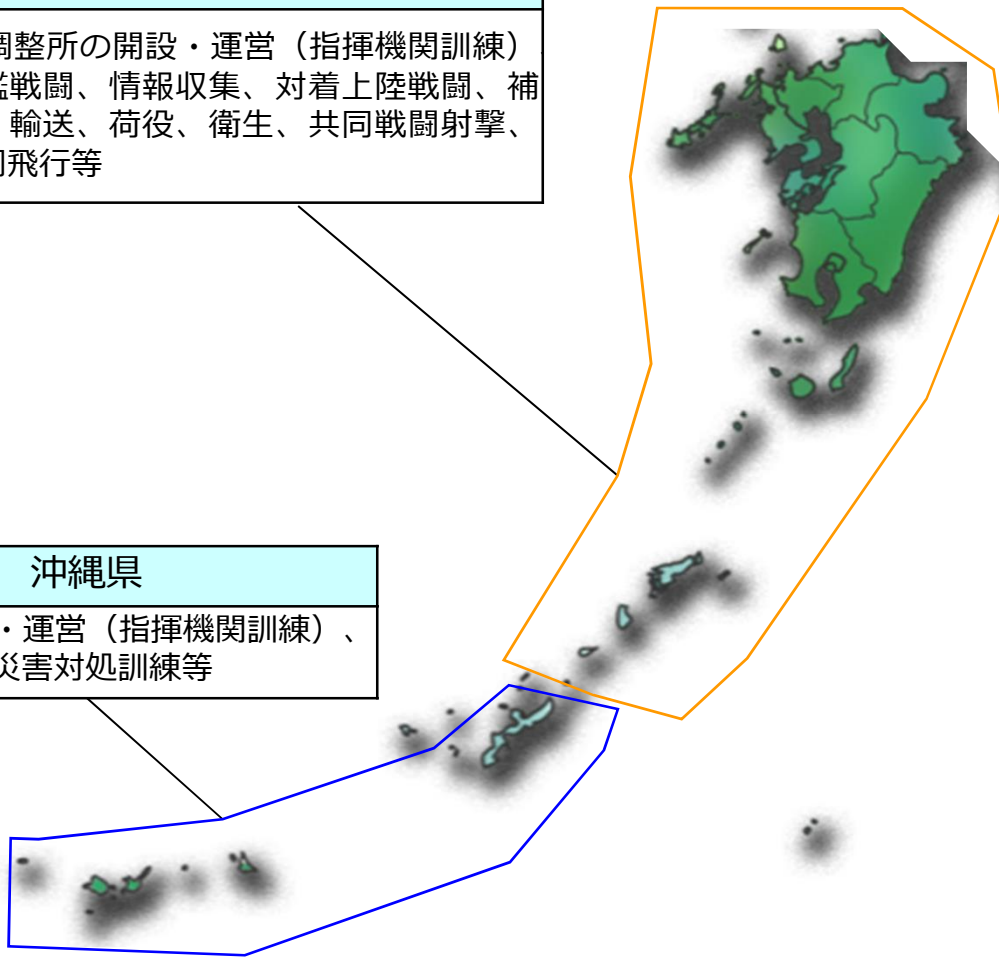 調整所の開設・運営（指揮機関訓練）
戦闘、情報収集、対着上陸戦闘、補
輸送、荷役、衛生、共同戦闘射撃、
飛行等
沖縄県
・運営（指揮機関訓練）、
災害対処訓練等